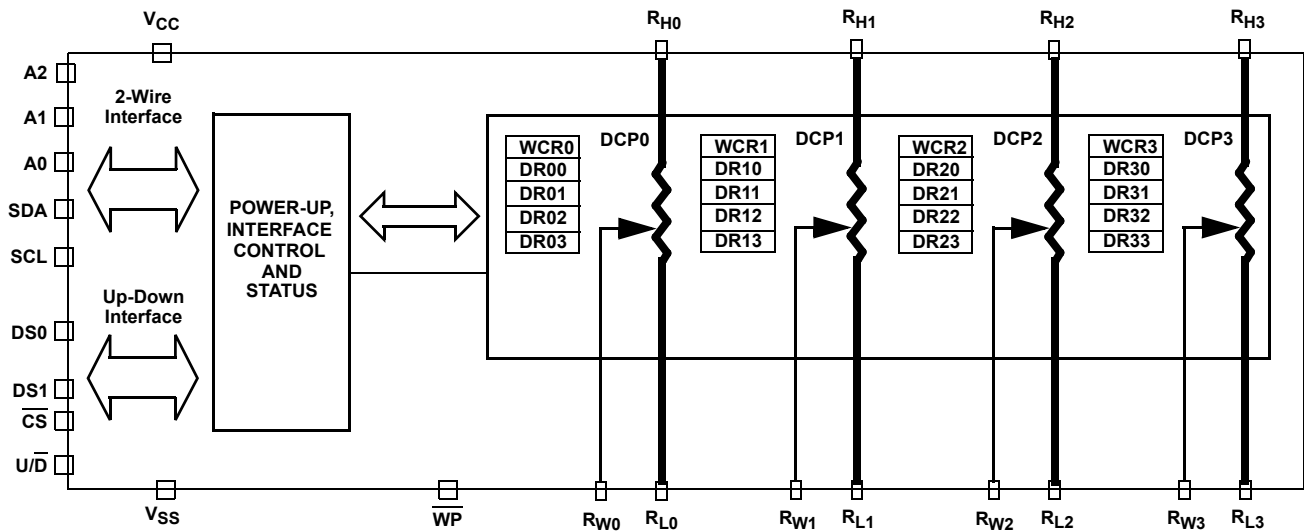 VCC
RH0
RH1
RH2
RH3
A2
A1
A0
SDA
SCL
DS0
DS1
C̅S̅
U/D̅
2-Wire
Interface
Up-Down
Interface
POWER-UP,
INTERFACE
CONTROL
AND
STATUS
WCR0
DR00
DR01
DR02
DR03
DCP0
WCR1
DR10
DR11
DR12
DR13
DCP1
WCR2
DR20
DR21
DR22
DR23
DCP2
WCR3
DR30
DR31
DR32
DR33
DCP3
VSS
W̅P̅
RW0
RL0
RW1
RL1
RW2
RL2
RW3
RL3